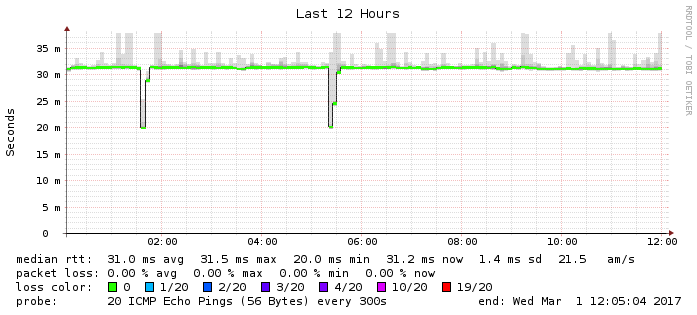 Last 12 Hours
RRDTOOL / TOBI OETIKER
Seconds
35 m
30 m
25 m
20 m
15 m
10 m
5 m
0
02:00 04:00 06:00 08:00 10:00 12:00
median rtt: 31.0 ms avg 31.5 ms max 20.0 ms min 31.2 ms now 1.4 ms sd 21.5 am/s
packet loss: 0.00 % avg 0.00 % max 0.00 % min 0.00 % now
loss color: 0 1/20 2/20 3/20 4/20 10/20 19/20
probe: 20 ICMP Echo Pings (56 Bytes) every 300s end: Wed Mar 1 12:05:04 2017